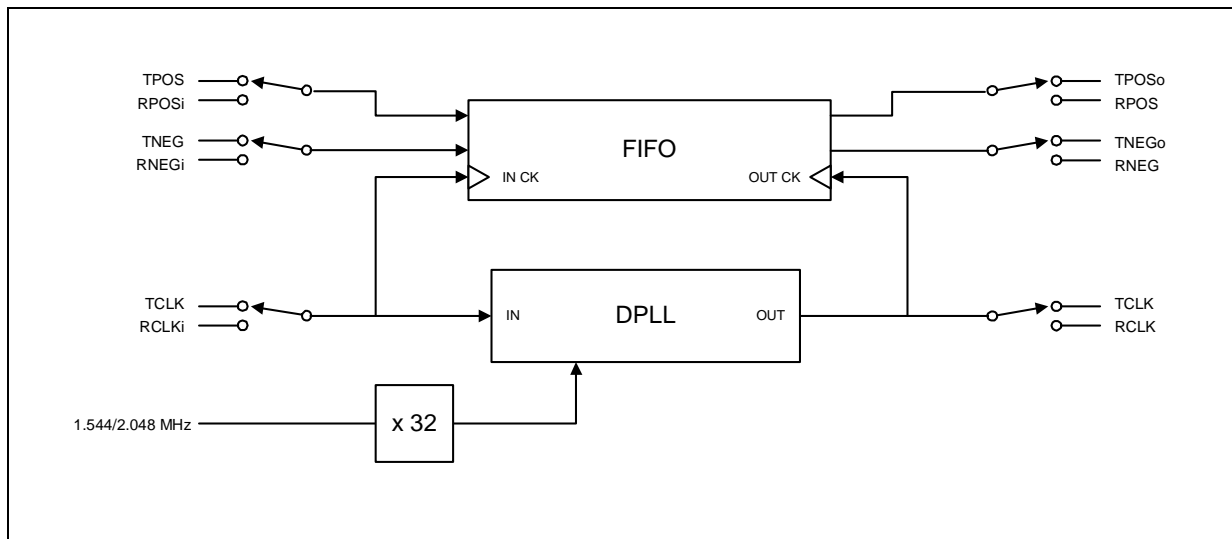 TPOS
RPOSi
TNEG
RNEGi
FIFO
IN CK
OUT CK
TPOSo
RPOS
TNEGo
RNEG
TCLK
RCLKi
IN
DPLL
OUT
TCLK
RCLK
1.544/2.048 MHz
x 32